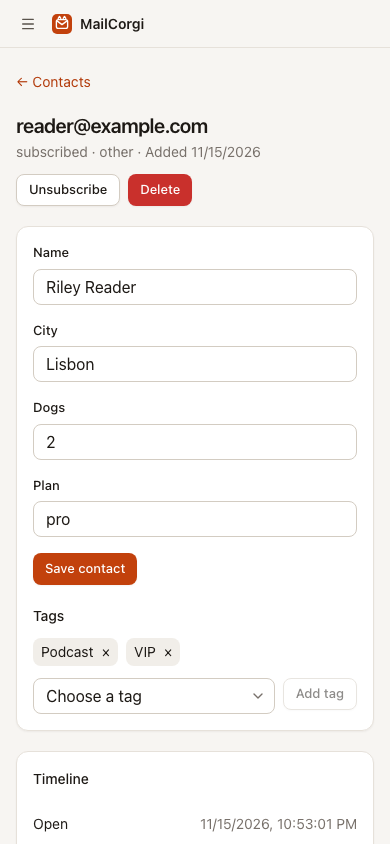 MailCorgi
← Contacts
reader@example.com
subscribed · other · Added 11/15/2026
Unsubscribe Delete
Name
Riley Reader
City
Lisbon
Dogs
2
Plan
pro
Save contact
Tags
Podcast × VIP ×
Choose a tag Add tag
Timeline
Open 11/15/2026, 10:53:01 PM